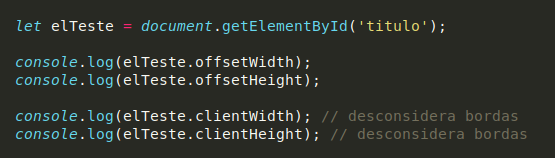 let elTeste = document.getElementById('titulo');
console.log(elTeste.offsetWidth);
console.log(elTeste.offsetHeight);
console.log(elTeste.clientWidth); // desconsidera bordas
console.log(elTeste.clientHeight); // desconsidera bordas